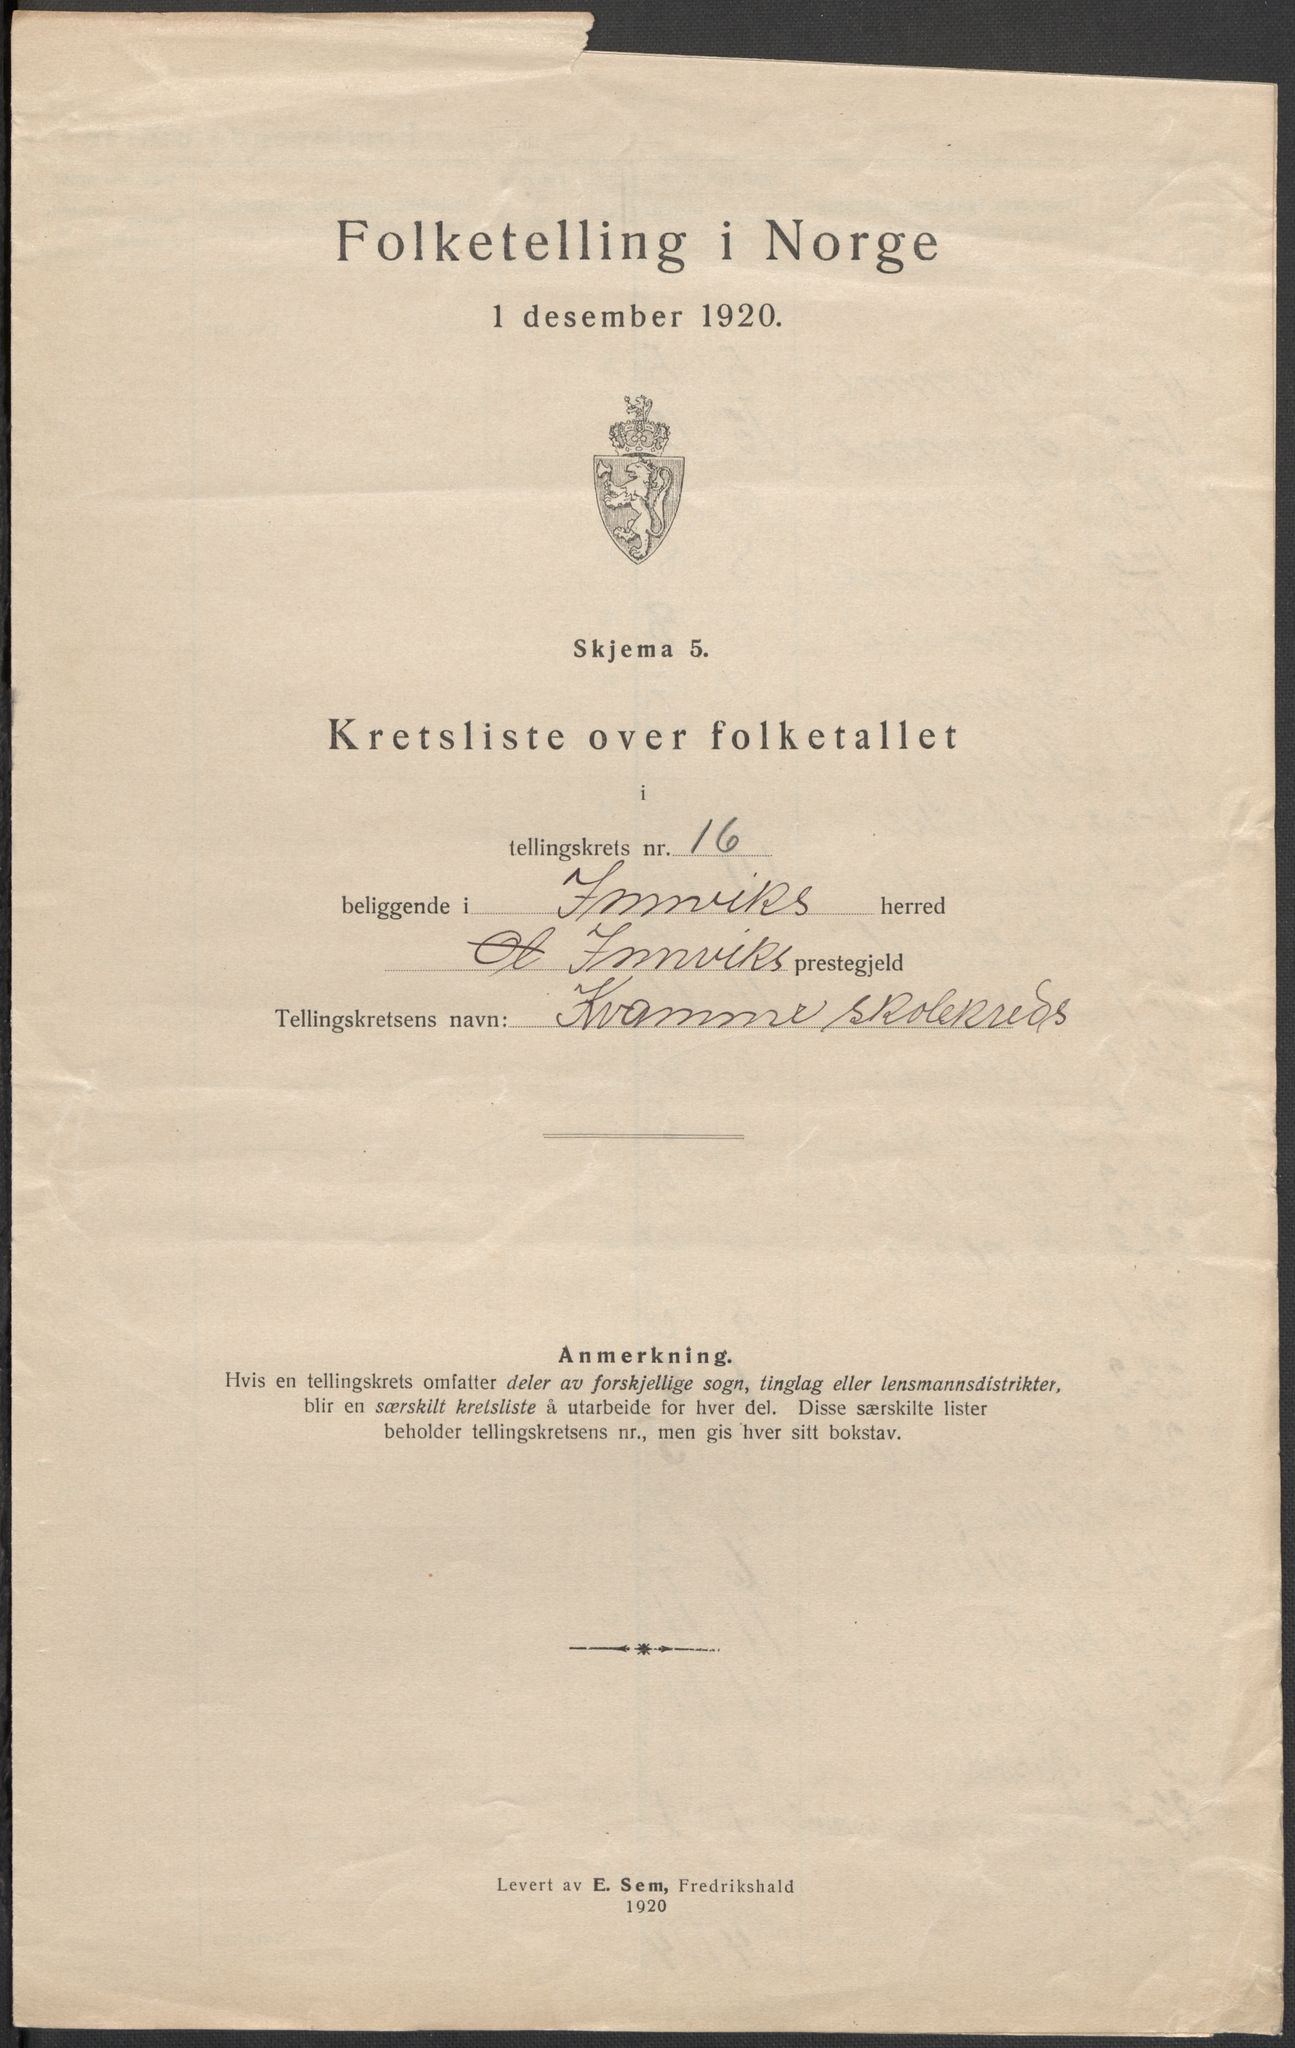 Folketelling i Norge
1 desember 1920.
Skjema 5.
Kretsliste over folketallet
i
tellingskrets nr. 16
beliggende i Innviks herred
Innviks prestegjeld
Tellingskretsens navn: Kvamme skolekreds
Anmerkning.
Hvis en tellingskrets omfatter deler av forskjellige sogn, tinglag eller lensmannsdistrikter,
blir en særskilt kretsliste å utarbeide for hver del. Disse særskilte lister
beholder tellingskretsens nr., men gis hver sitt bokstav.
Levert av E. Sem, Fredrikshald
1920